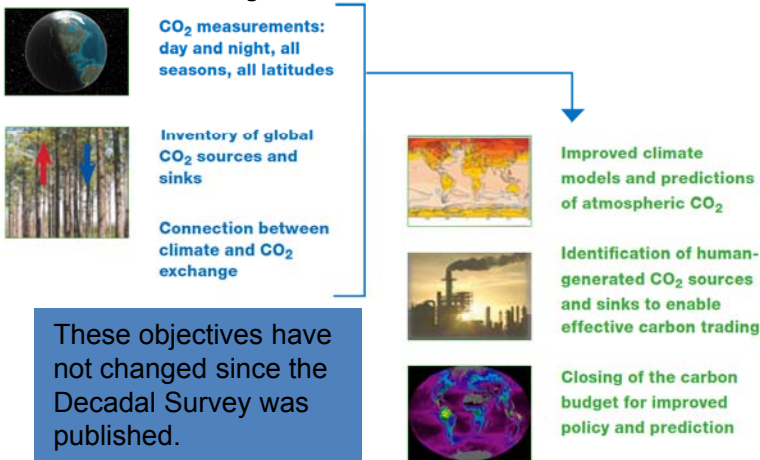 CO₂ measurements:
day and night, all
seasons, all latitudes
Inventory of global
CO₂ sources and
sinks
Connection between
climate and CO₂
exchange
These objectives have
not changed since the
Decadal Survey was
published.
Improved climate
models and predictions
of atmospheric CO₂
Identification of human-
generated CO₂ sources
and sinks to enable
effective carbon trading
Closing of the carbon
budget for improved
policy and prediction